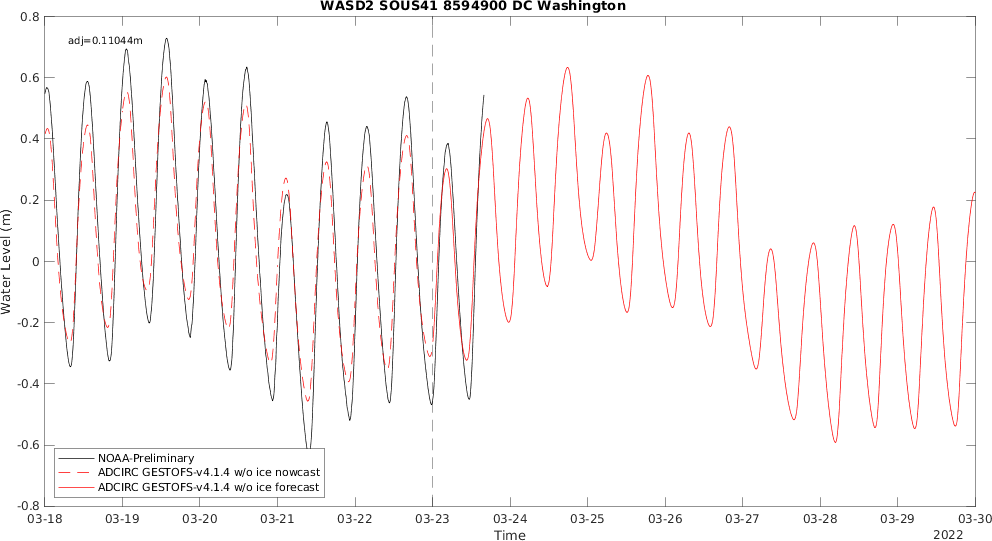 WASD2 SOUS41 8594900 DC Washington
adj=0.11044m
0.8
0.6
0.4
0.2
0
-0.2
-0.4
-0.6
-0.8
Water Level (m)
NOAA-Preliminary
ADCIRC GESTOFS-v4.1.4 w/o ice nowcast
ADCIRC GESTOFS-v4.1.4 w/o ice forecast
03-18 03-19 03-20 03-21 03-22 03-23 03-24 03-25 03-26 03-27 03-28 03-29 03-30
Time
2022